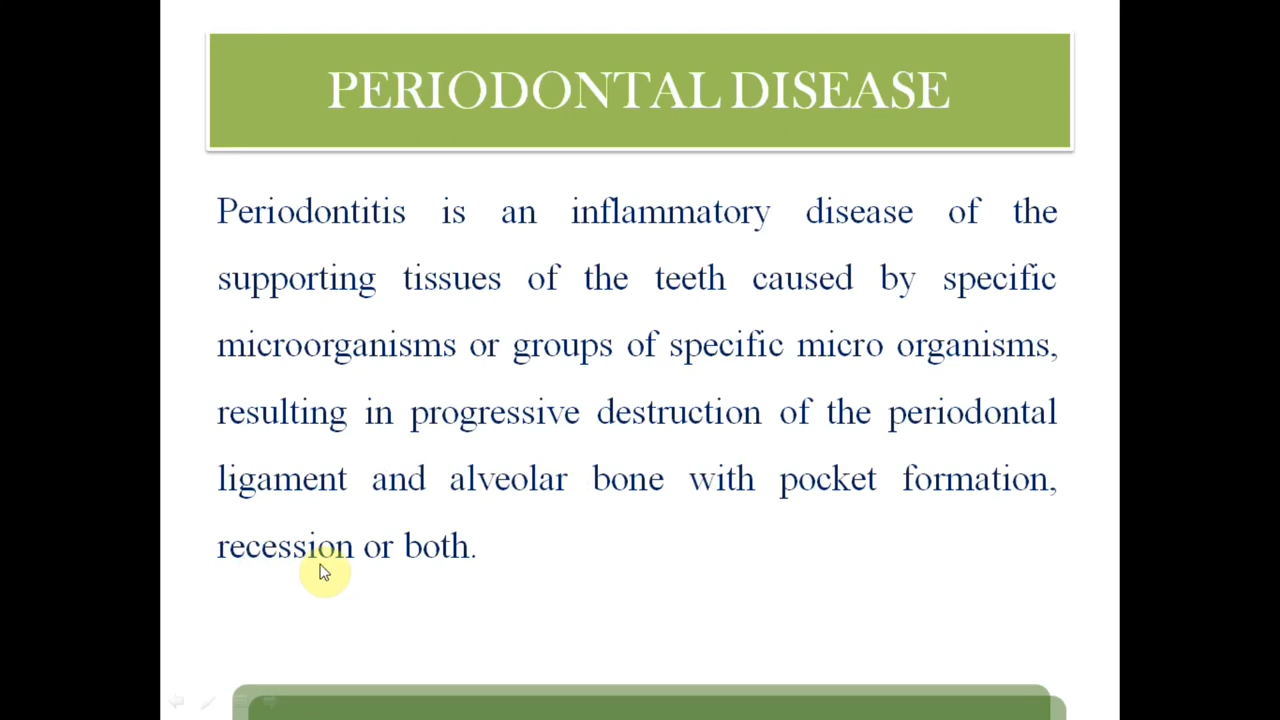 PERIODONTAL DISEASE
Periodontitis is an inflammatory disease of the
supporting tissues of the teeth caused by specific
microorganisms or groups of specific micro organisms,
resulting in progressive destruction of the periodontal
ligament and alveolar bone with pocket formation,
recession or both.